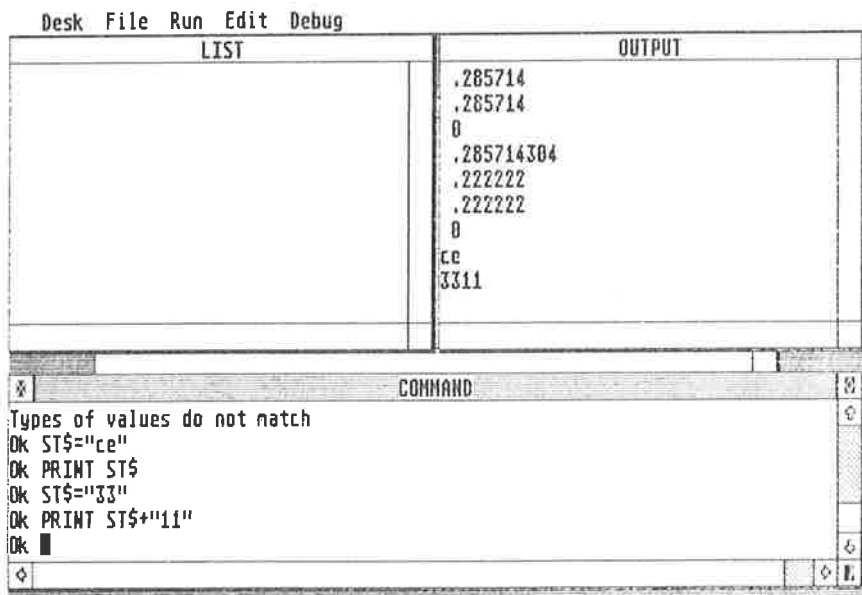 Desk File Run Edit Debug
LIST
OUTPUT
.285714
.285714
0
.285714304
.222222
.222222
0
ce
3311
COMMAND
Types of values do not match
Ok ST$="ce"
Ok PRINT ST$
Ok ST$="33"
Ok PRINT ST$+"11"
Ok